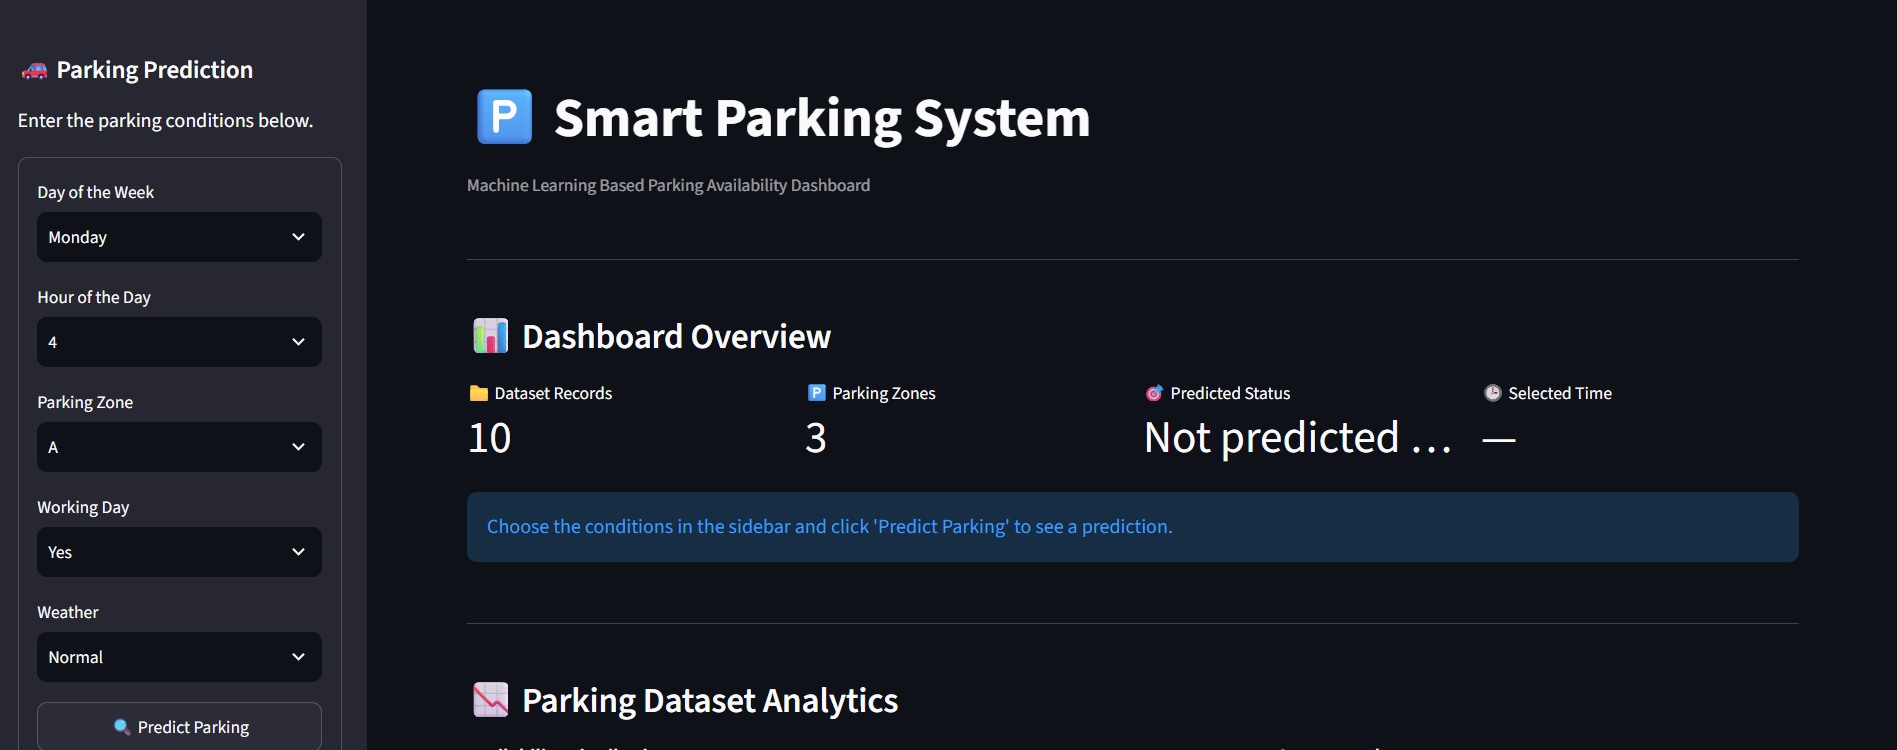 Parking Prediction
Enter the parking conditions below.
Day of the Week
Monday
Hour of the Day
4
Parking Zone
A
Working Day
Yes
Weather
Normal
Predict Parking
P Smart Parking System
Machine Learning Based Parking Availability Dashboard
Dashboard Overview
Dataset Records
10
P Parking Zones
3
Predicted Status
Not predicted ...
Selected Time
—
Choose the conditions in the sidebar and click 'Predict Parking' to see a prediction.
Parking Dataset Analytics